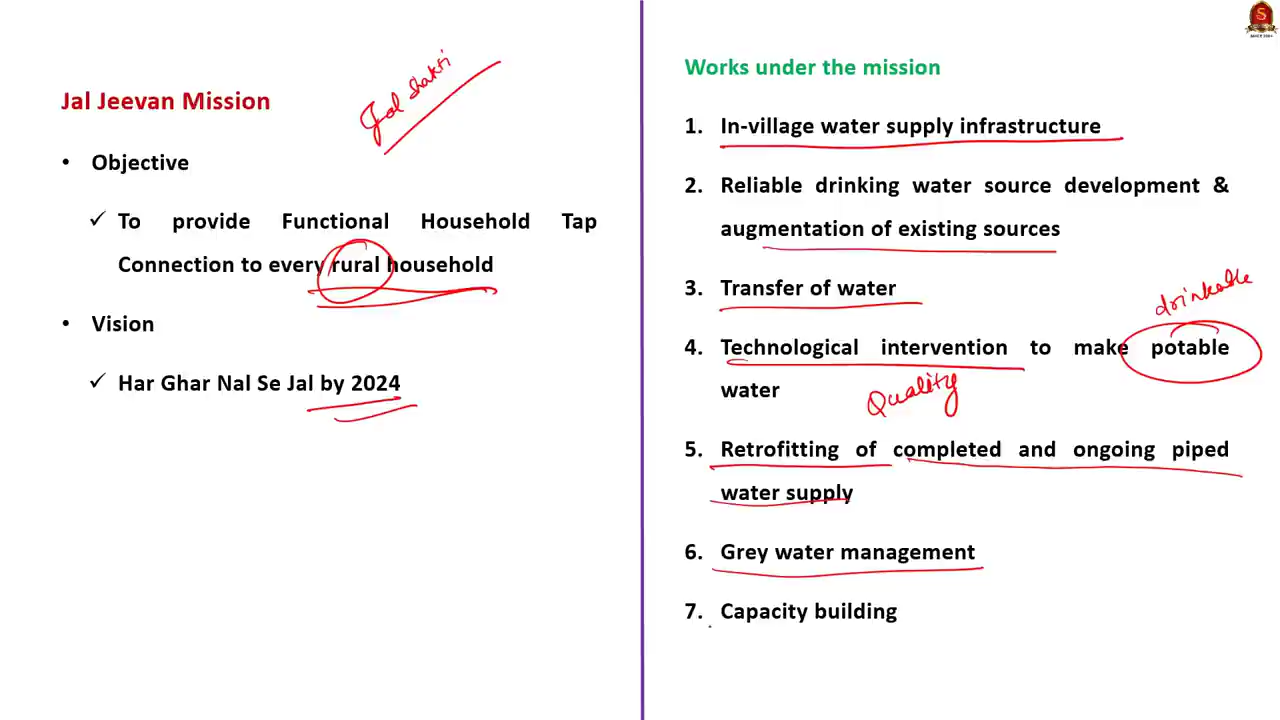 Jal Jeevan Mission
Jal Shakti
• Objective
✓ To provide Functional Household Tap
Connection to every rural household
• Vision
✓ Har Ghar Nal Se Jal by 2024
Works under the mission
1. In-village water supply infrastructure
2. Reliable drinking water source development &
augmentation of existing sources
3. Transfer of water
drinkable
4. Technological intervention to make potable
water
Quality
5. Retrofitting of completed and ongoing piped
water supply
6. Grey water management
7. Capacity building